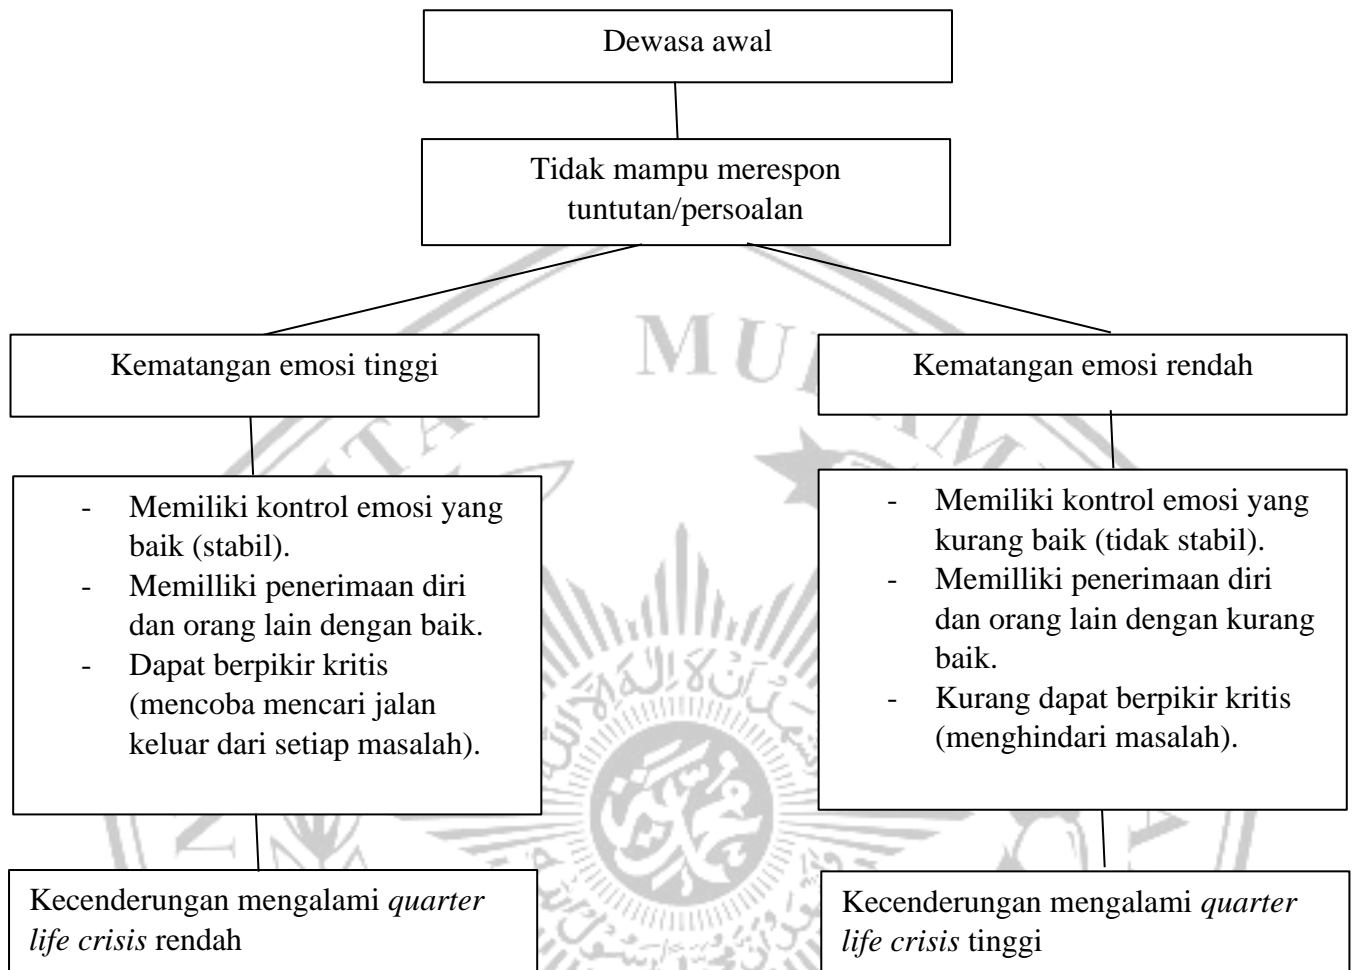 Dewasa awal
Tidak mampu merespon
tuntutan/persoalan
Kematangan emosi tinggi
Kematangan emosi rendah
- Memiliki kontrol emosi yang
baik (stabil).
- Memilliki penerimaan diri
dan orang lain dengan baik.
- Dapat berpikir kritis
(mencoba mencari jalan
keluar dari setiap masalah).
- Memiliki kontrol emosi yang
kurang baik (tidak stabil).
- Memilliki penerimaan diri
dan orang lain dengan kurang
baik.
- Kurang dapat berpikir kritis
(menghindari masalah).
Kecenderungan mengalami quarter
life crisis rendah
Kecenderungan mengalami quarter
life crisis tinggi